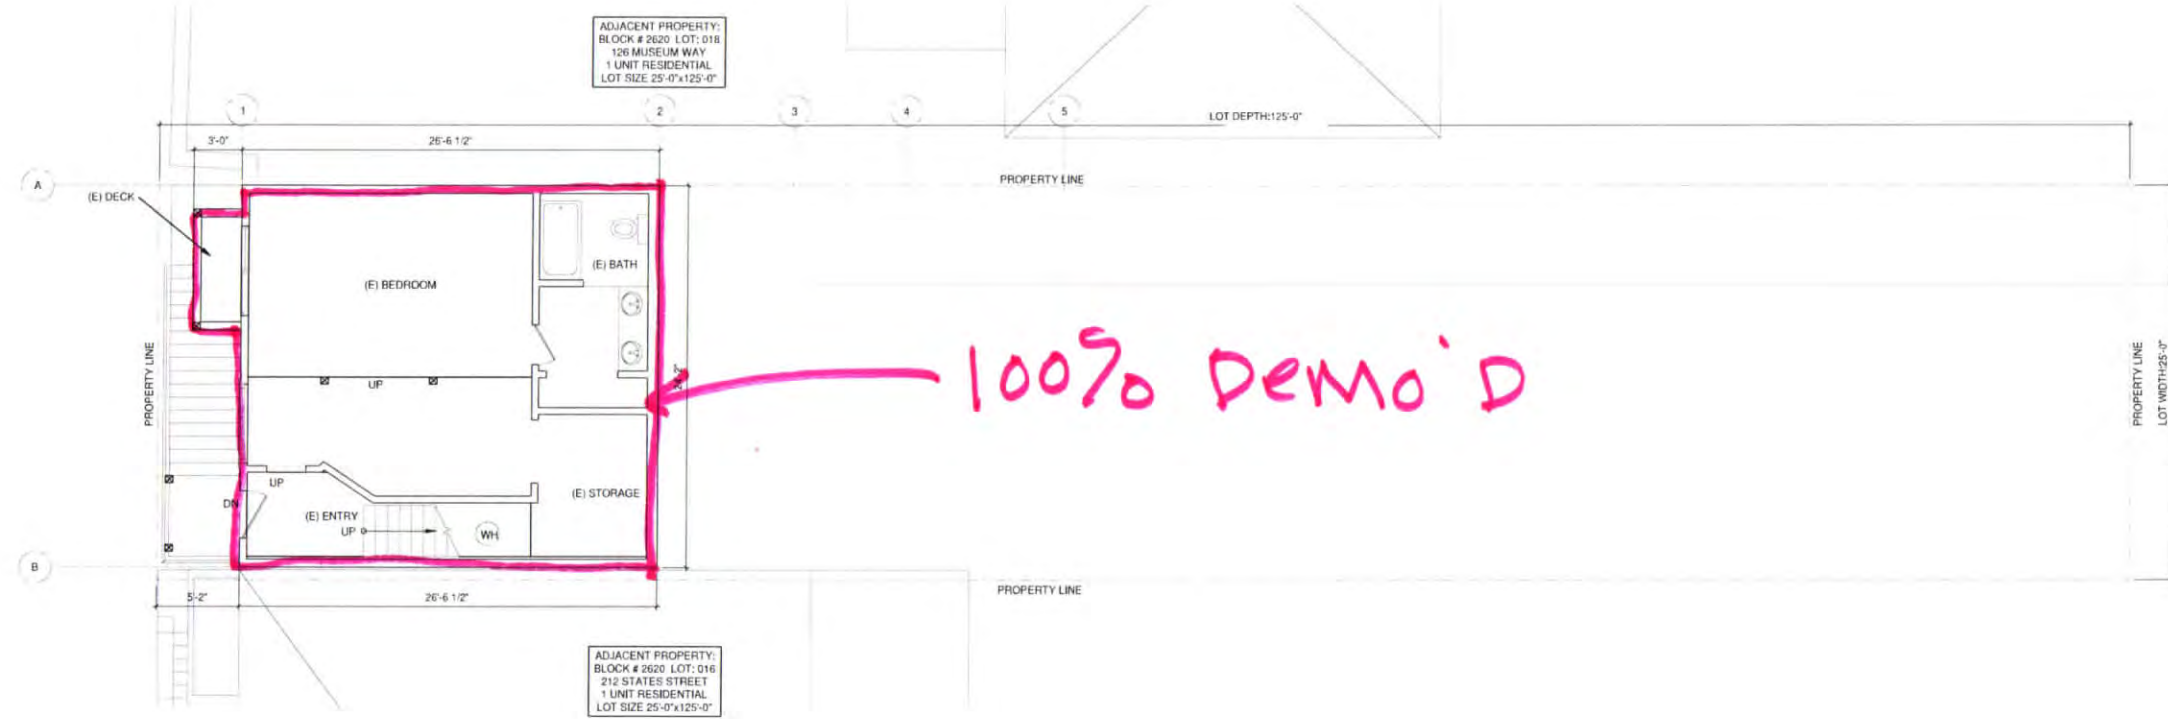 ADJACENT PROPERTY:
BLOCK # 2620 LOT: 018
126 MUSEUM WAY
1 UNIT RESIDENTIAL
LOT SIZE 25'-0"x125'-0"
1
2
3
4
5
LOT DEPTH:125'-0"
3'-0"
26'-6 1/2"
A
PROPERTY LINE
(E) DECK
(E) BATH
(E) BEDROOM
PROPERTY LINE
24'-2"
100% DeMo'D
PROPERTY LINE
LOT WIDTH:25'-0"
UP
UP
(E) STORAGE
DN
(E) ENTRY
UP
WH
B
PROPERTY LINE
5'-2"
26'-6 1/2"
ADJACENT PROPERTY:
BLOCK # 2620 LOT: 016
212 STATES STREET
1 UNIT RESIDENTIAL
LOT SIZE 25'-0"x125'-0"